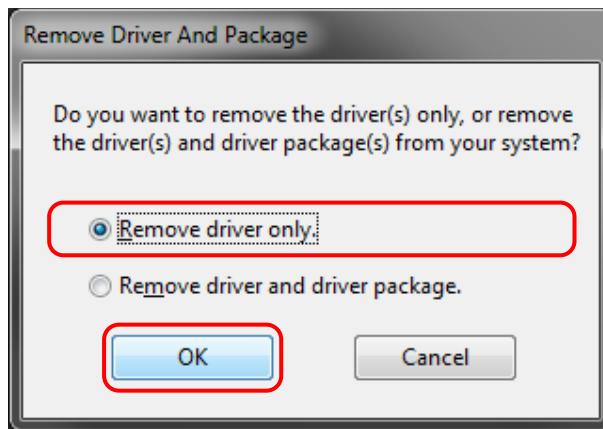 Remove Driver And Package
Do you want to remove the driver(s) only, or remove
the driver(s) and driver package(s) from your system?
Remove driver only.
Remove driver and driver package.
OK
Cancel